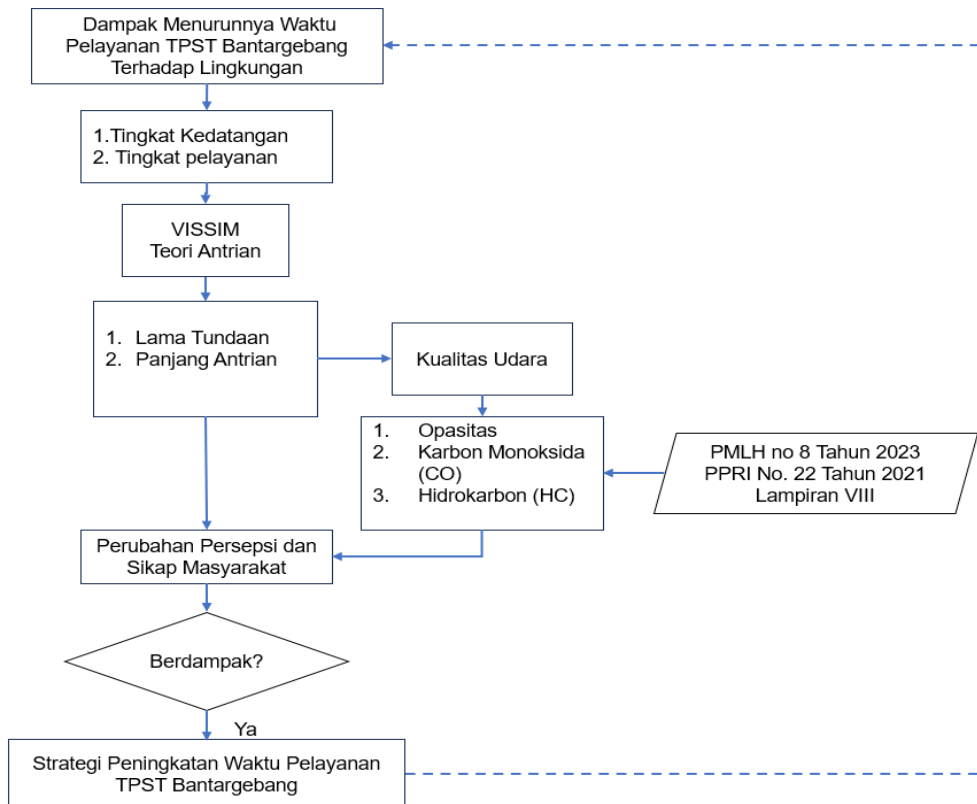 Dampak Menurunnya Waktu
Pelayanan TPST Bantargebang
Terhadap Lingkungan
1.Tingkat Kedatangan
2. Tingkat pelayanan
VISSIM
Teori Antrian
1. Lama Tundaan
2. Panjang Antrian
Kualitas Udara
1. Opasitas
2. Karbon Monoksida
(CO)
3. Hidrokarbon (HC)
PMLH no 8 Tahun 2023
PPRI No. 22 Tahun 2021
Lampiran VIII
Perubahan Persepsi dan
Sikap Masyarakat
Berdampak?
Ya
Strategi Peningkatan Waktu Pelayanan
TPST Bantargebang